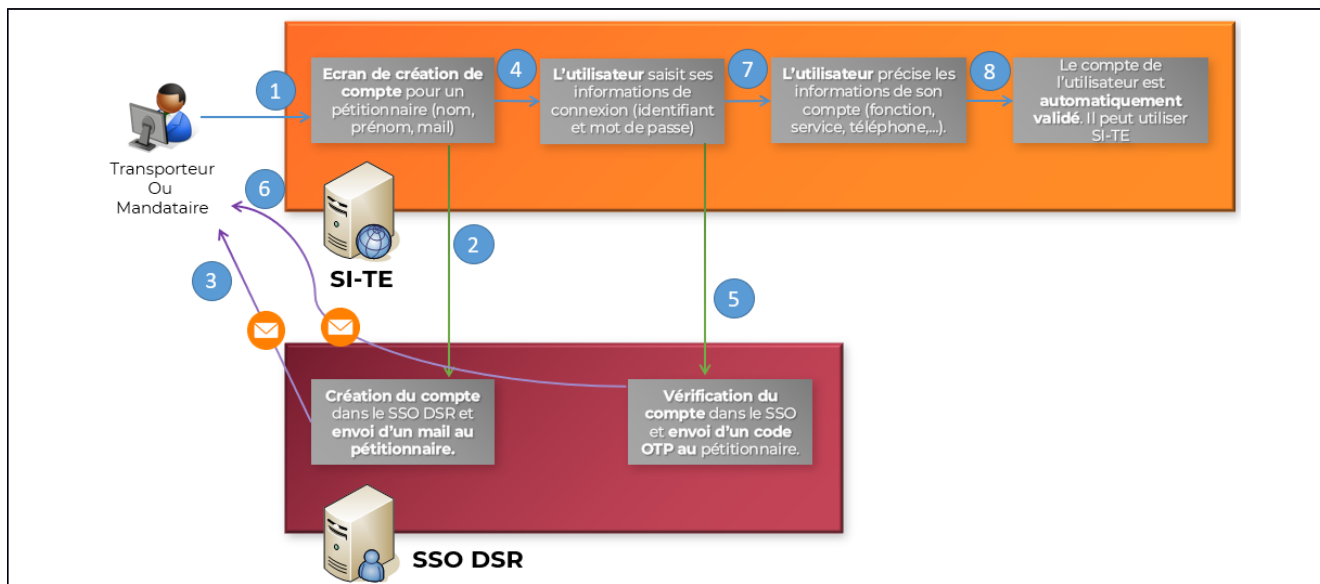 1
Ecran de création de
compte pour un
pétitionnaire (nom,
prénom, mail)
4
L'utilisateur saisit ses
informations de
connexion (identifiant
et mot de passe)
7
L'utilisateur précise les
informations de son
compte (fonction,
service, téléphone,...).
8
Le compte de
l'utilisateur est
automatiquement
validé. Il peut utiliser
SI-TE
Transporteur
Ou
Mandataire
6
2
SI-TE
3
5
Création du compte
dans le SSO DSR et
envoi d'un mail au
pétitionnaire.
Vérification du
compte dans le SSO
et envoi d'un code
OTP au pétitionnaire.
SSO DSR